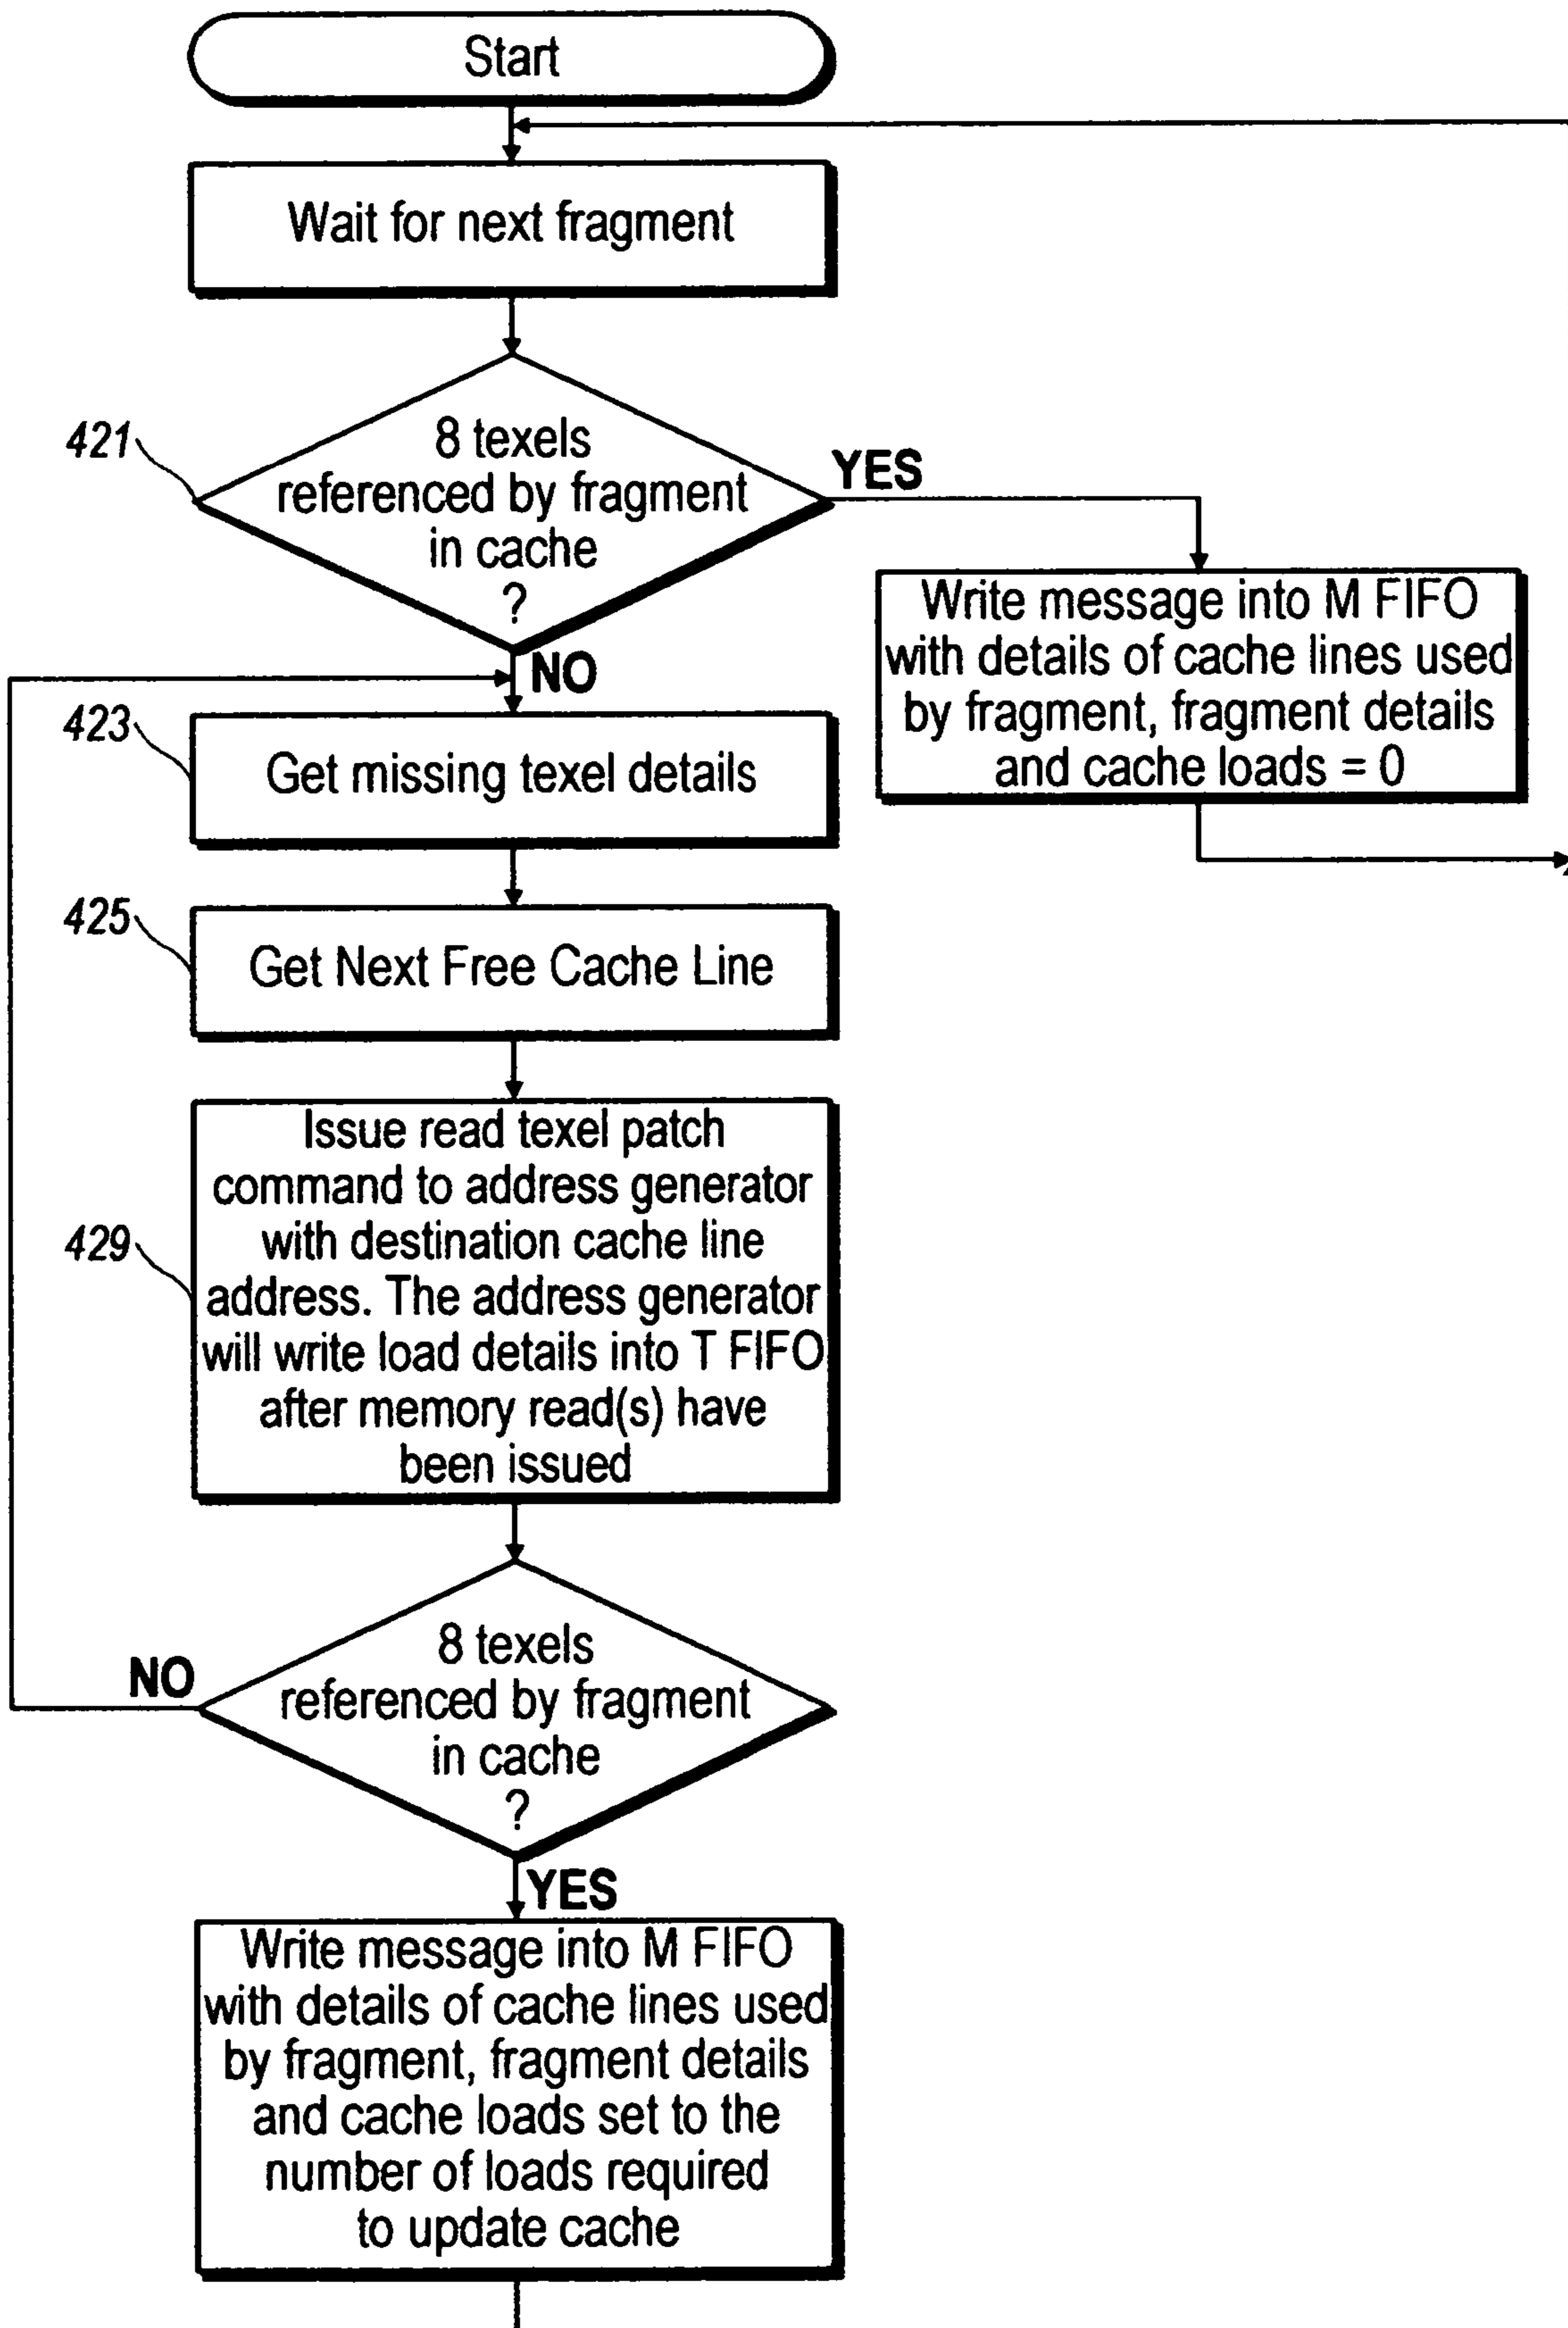 Start
Wait for next fragment
421
8 texels
referenced by fragment
in cache
?
YES
NO
Write message into M FIFO
with details of cache lines used
by fragment, fragment details
and cache loads = 0
423
Get missing texel details
425
Get Next Free Cache Line
429
Issue read texel patch
command to address generator
with destination cache line
address. The address generator
will write load details into T FIFO
after memory read(s) have
been issued
8 texels
referenced by fragment
in cache
?
NO
YES
Write message into M FIFO
with details of cache lines used
by fragment, fragment details
and cache loads set to the
number of loads required
to update cache